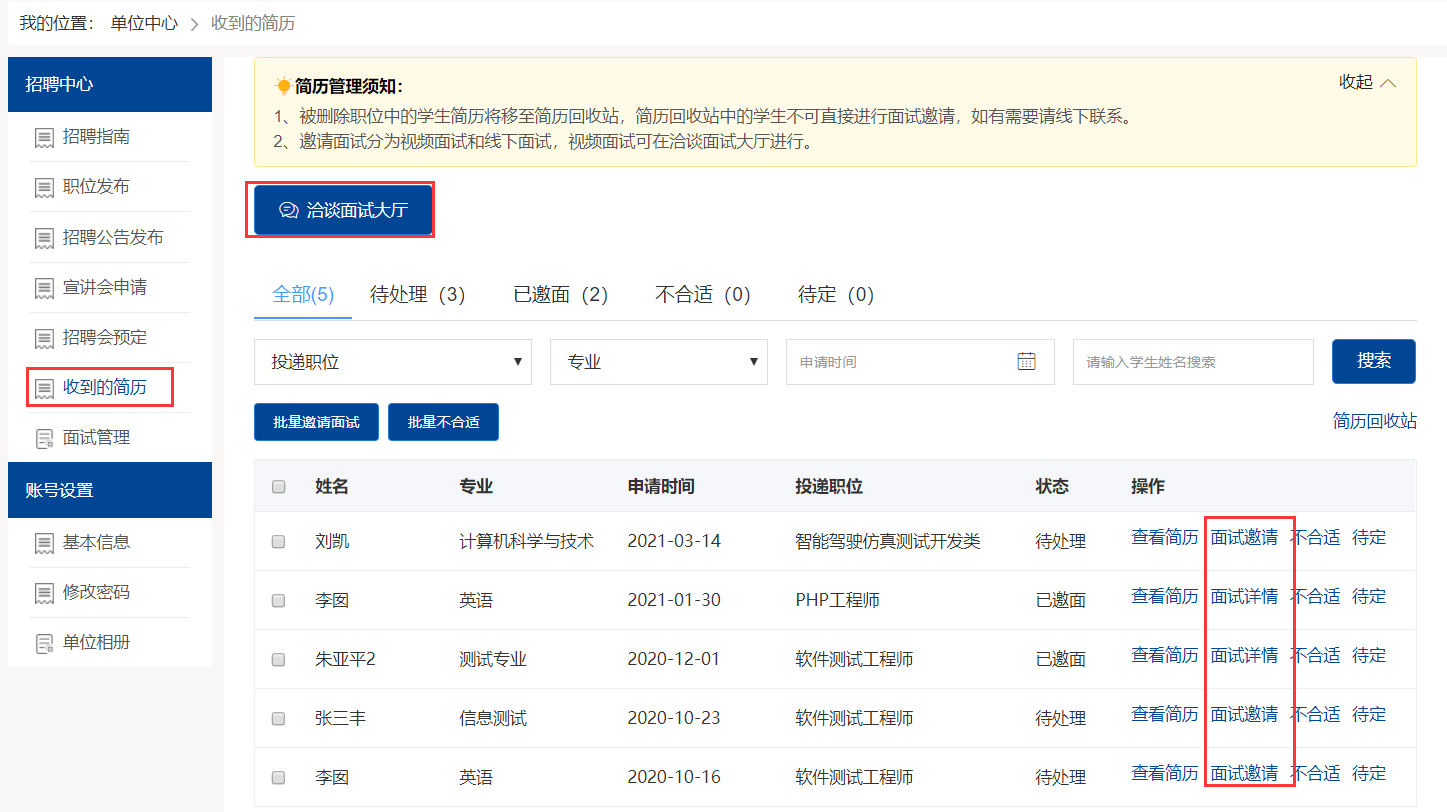 我的位置： 单位中心 > 收到的简历
招聘中心
招聘指南
职位发布
招聘公告发布
宣讲会申请
招聘会预定
收到的简历
面试管理
账号设置
基本信息
修改密码
单位相册
简历管理须知：
收起
1、被删除职位中的学生简历将移至简历回收站，简历回收站中的学生不可直接进行面试邀请，如有需要请线下联系。
2、邀请面试分为视频面试和线下面试，视频面试可在洽谈面试大厅进行。
洽谈面试大厅
全部(5) 待处理（3） 已邀面（2） 不合适（0） 待定（0）
投递职位 专业 申请时间 请输入学生姓名搜索 搜索
批量邀请面试 批量不合适 简历回收站
姓名 专业 申请时间 投递职位 状态 操作
刘凯 计算机科学与技术 2021-03-14 智能驾驶仿真测试开发类 待处理 查看简历 面试邀请 不合适 待定
李囡 英语 2021-01-30 PHP工程师 已邀面 查看简历 面试详情 不合适 待定
朱亚平2 测试专业 2020-12-01 软件测试工程师 已邀面 查看简历 面试详情 不合适 待定
张三丰 信息测试 2020-10-23 软件测试工程师 待处理 查看简历 面试邀请 不合适 待定
李囡 英语 2020-10-16 软件测试工程师 待处理 查看简历 面试邀请 不合适 待定